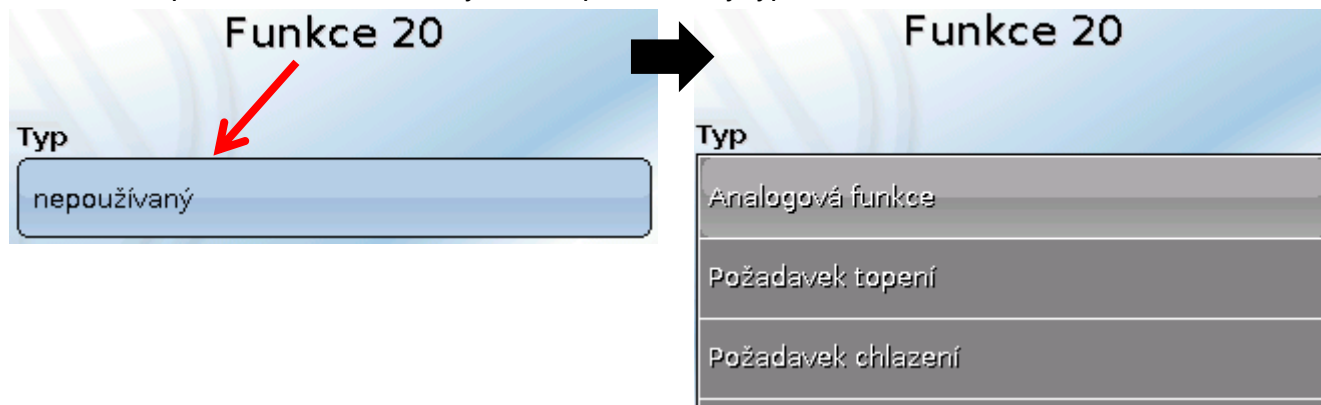 Funkce 20
Typ
nepoužívaný
Funkce 20
Typ
Analogová funkce
Požadavek topení
Požadavek chlazení